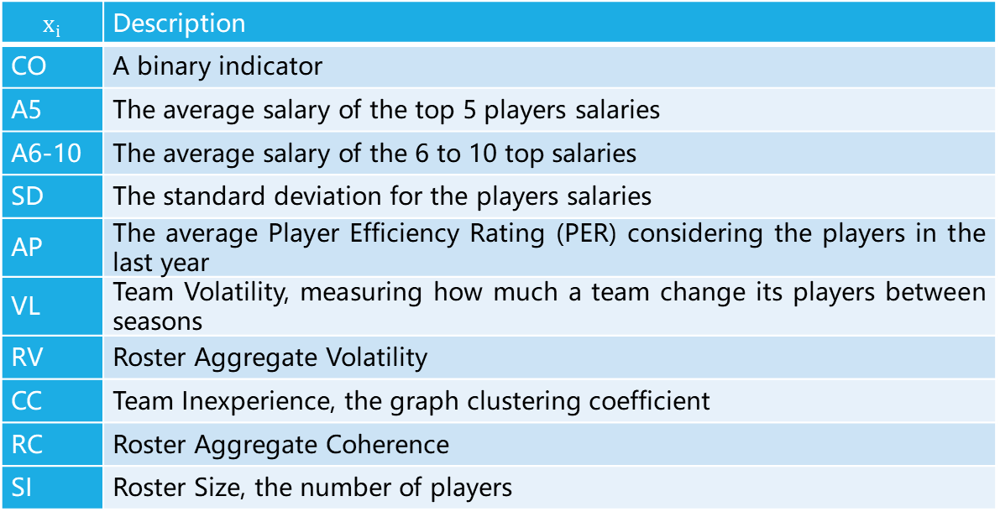 xi Description
CO A binary indicator
A5 The average salary of the top 5 players salaries
A6-10 The average salary of the 6 to 10 top salaries
SD The standard deviation for the players salaries
AP The average Player Efficiency Rating (PER) considering the players in the
last year
VL Team Volatility, measuring how much a team change its players between
seasons
RV Roster Aggregate Volatility
CC Team Inexperience, the graph clustering coefficient
RC Roster Aggregate Coherence
SI Roster Size, the number of players